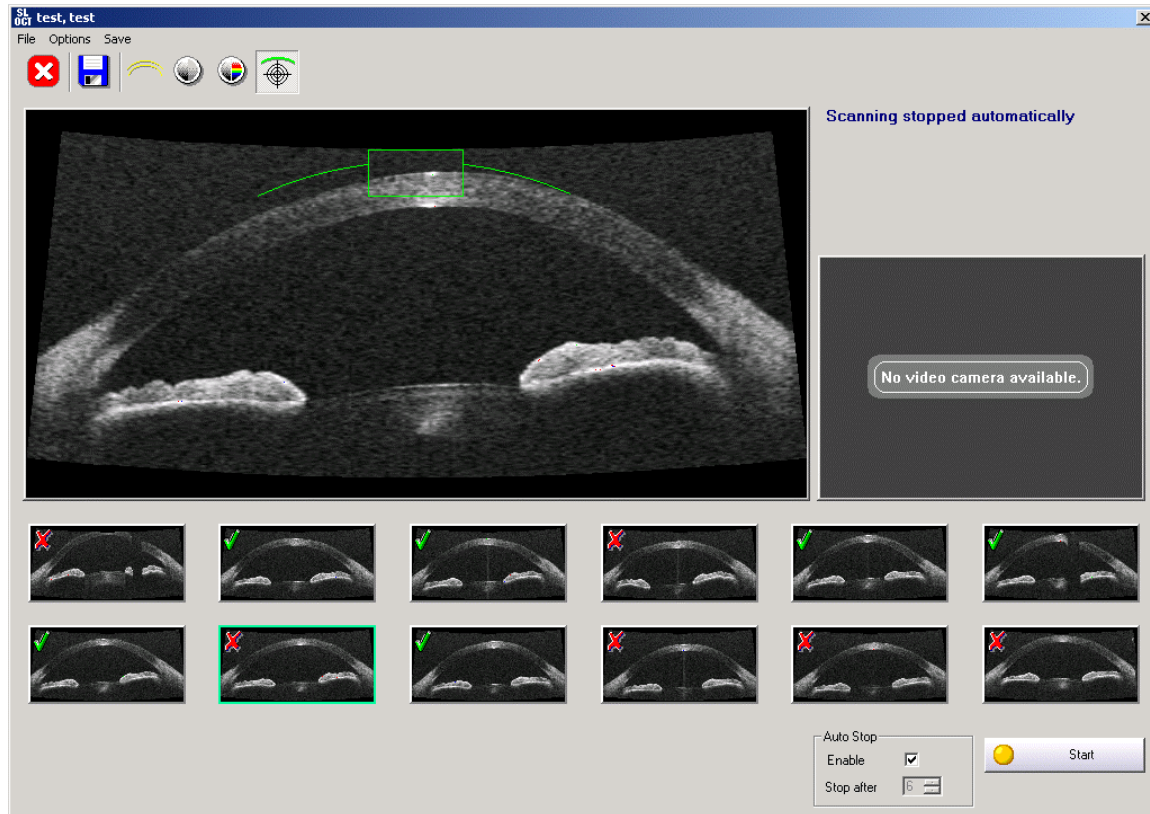 SL
OCT test, test
File Options Save
Scanning stopped automatically
No video camera available.
Auto Stop
Enable
Stop after 6
Start